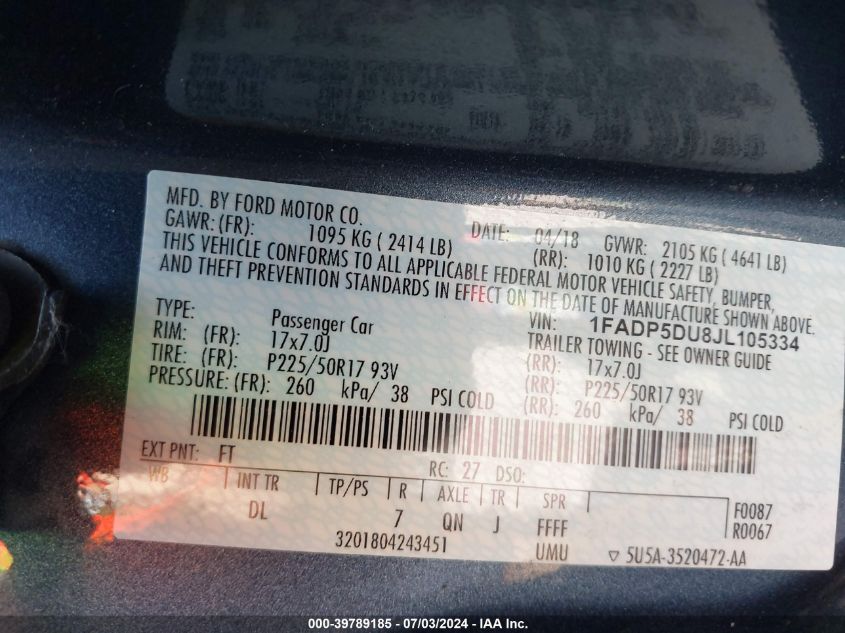 MFD. BY FORD MOTOR CO.
DATE: 04/18 GVWR: 2105 KG ( 4641 LB)
GAWR: (FR): 1095 KG ( 2414 LB) (RR): 1010 KG ( 2227 LB)
THIS VEHICLE CONFORMS TO ALL APPLICABLE FEDERAL MOTOR VEHICLE SAFETY, BUMPER,
AND THEFT PREVENTION STANDARDS IN EFFECT ON THE DATE OF MANUFACTURE SHOWN ABOVE.
VIN: 1FADP5DU8JL105334
TYPE: Passenger Car TRAILER TOWING - SEE OWNER GUIDE
RIM: (FR): 17x7.0J (RR): 17x7.0J
TIRE: (FR): P225/50R17 93V (RR): P225/50R17 93V
PRESSURE: (FR): 260 kPa/ 38 PSI COLD (RR): 260 kPa/ 38 PSI COLD
EXT PNT: FT RC: 27 DSO:
WB INT TR TP/PS R AXLE TR SPR F0087
DL 7 QN J FFFF R0067
3201804243451 UMU ▽ 5U5A-3520472-AA
000-39789185 - 07/03/2024 - IAA Inc.